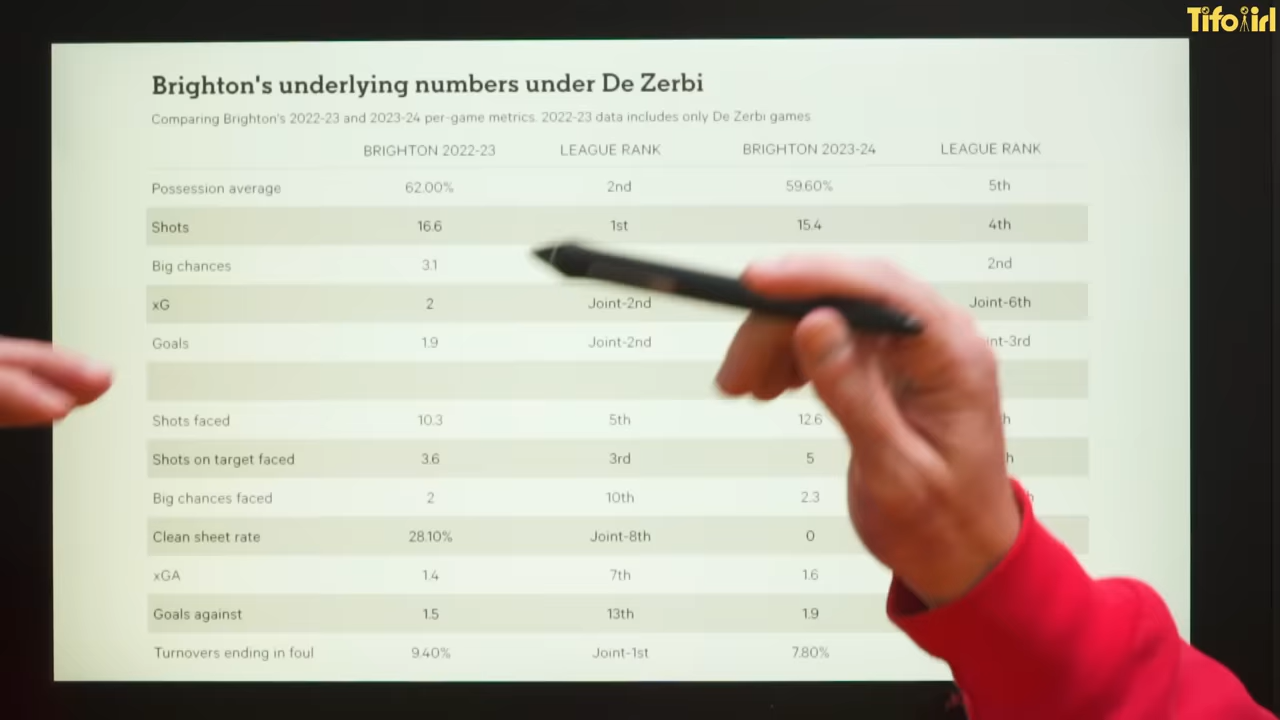 Tifo irl
Brighton's underlying numbers under De Zerbi
Comparing Brighton's 2022-23 and 2023-24 per-game metrics. 2022-23 data includes only De Zerbi games
BRIGHTON 2022-23 LEAGUE RANK BRIGHTON 2023-24 LEAGUE RANK
Possession average 62.00% 2nd 59.60% 5th
Shots 16.6 1st 15.4 4th
Big chances 3.1 2nd
xG 2 Joint-2nd Joint-6th
Goals 1.9 Joint-2nd nt-3rd
Shots faced 10.3 5th 12.6 h
Shots on target faced 3.6 3rd 5 h
Big chances faced 2 10th 2.3 h
Clean sheet rate 28.10% Joint-8th 0
xGA 1.4 7th 1.6
Goals against 1.5 13th 1.9
Turnovers ending in foul 9.40% Joint-1st 7.80%